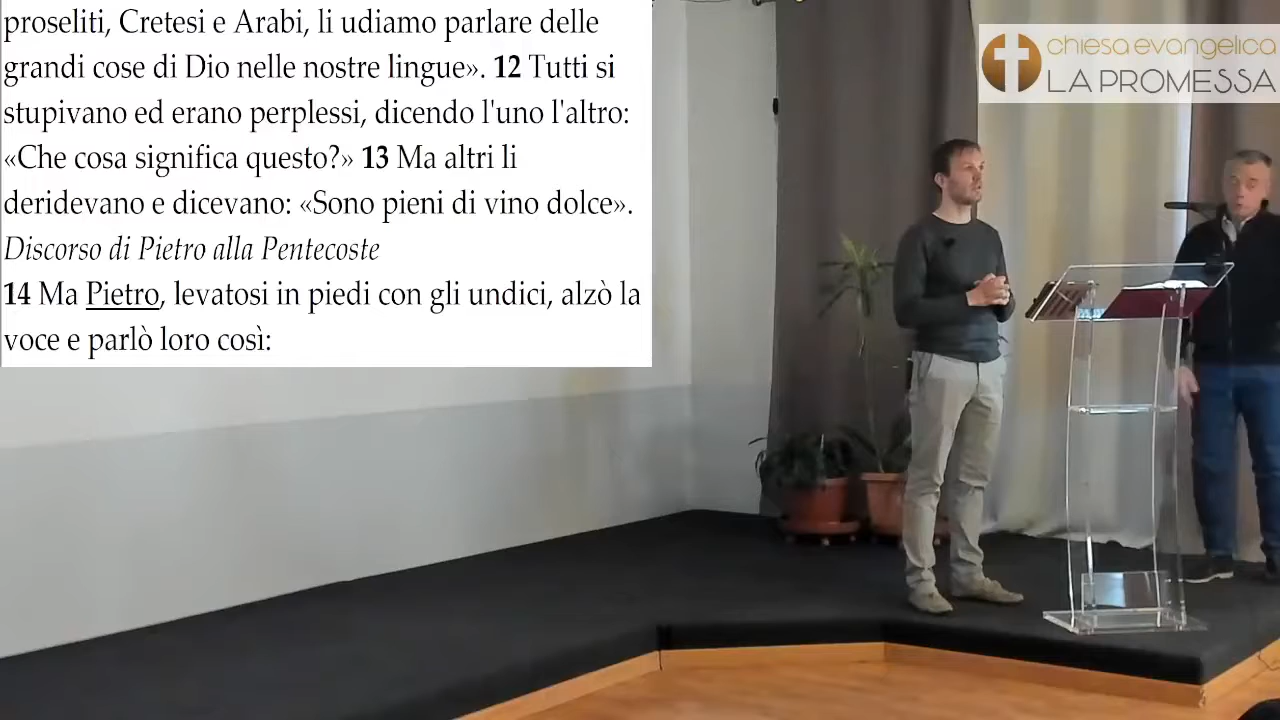 proseliti, Cretesi e Arabi, li udiamo parlare delle
grandi cose di Dio nelle nostre lingue». 12 Tutti si
stupivano ed erano perplessi, dicendo l'uno l'altro:
«Che cosa significa questo?» 13 Ma altri li
deridevano e dicevano: «Sono pieni di vino dolce».
Discorso di Pietro alla Pentecoste
14 Ma Pietro, levatosi in piedi con gli undici, alzò la
voce e parlò loro così:
chiesa evangelica
LA PROMESSA